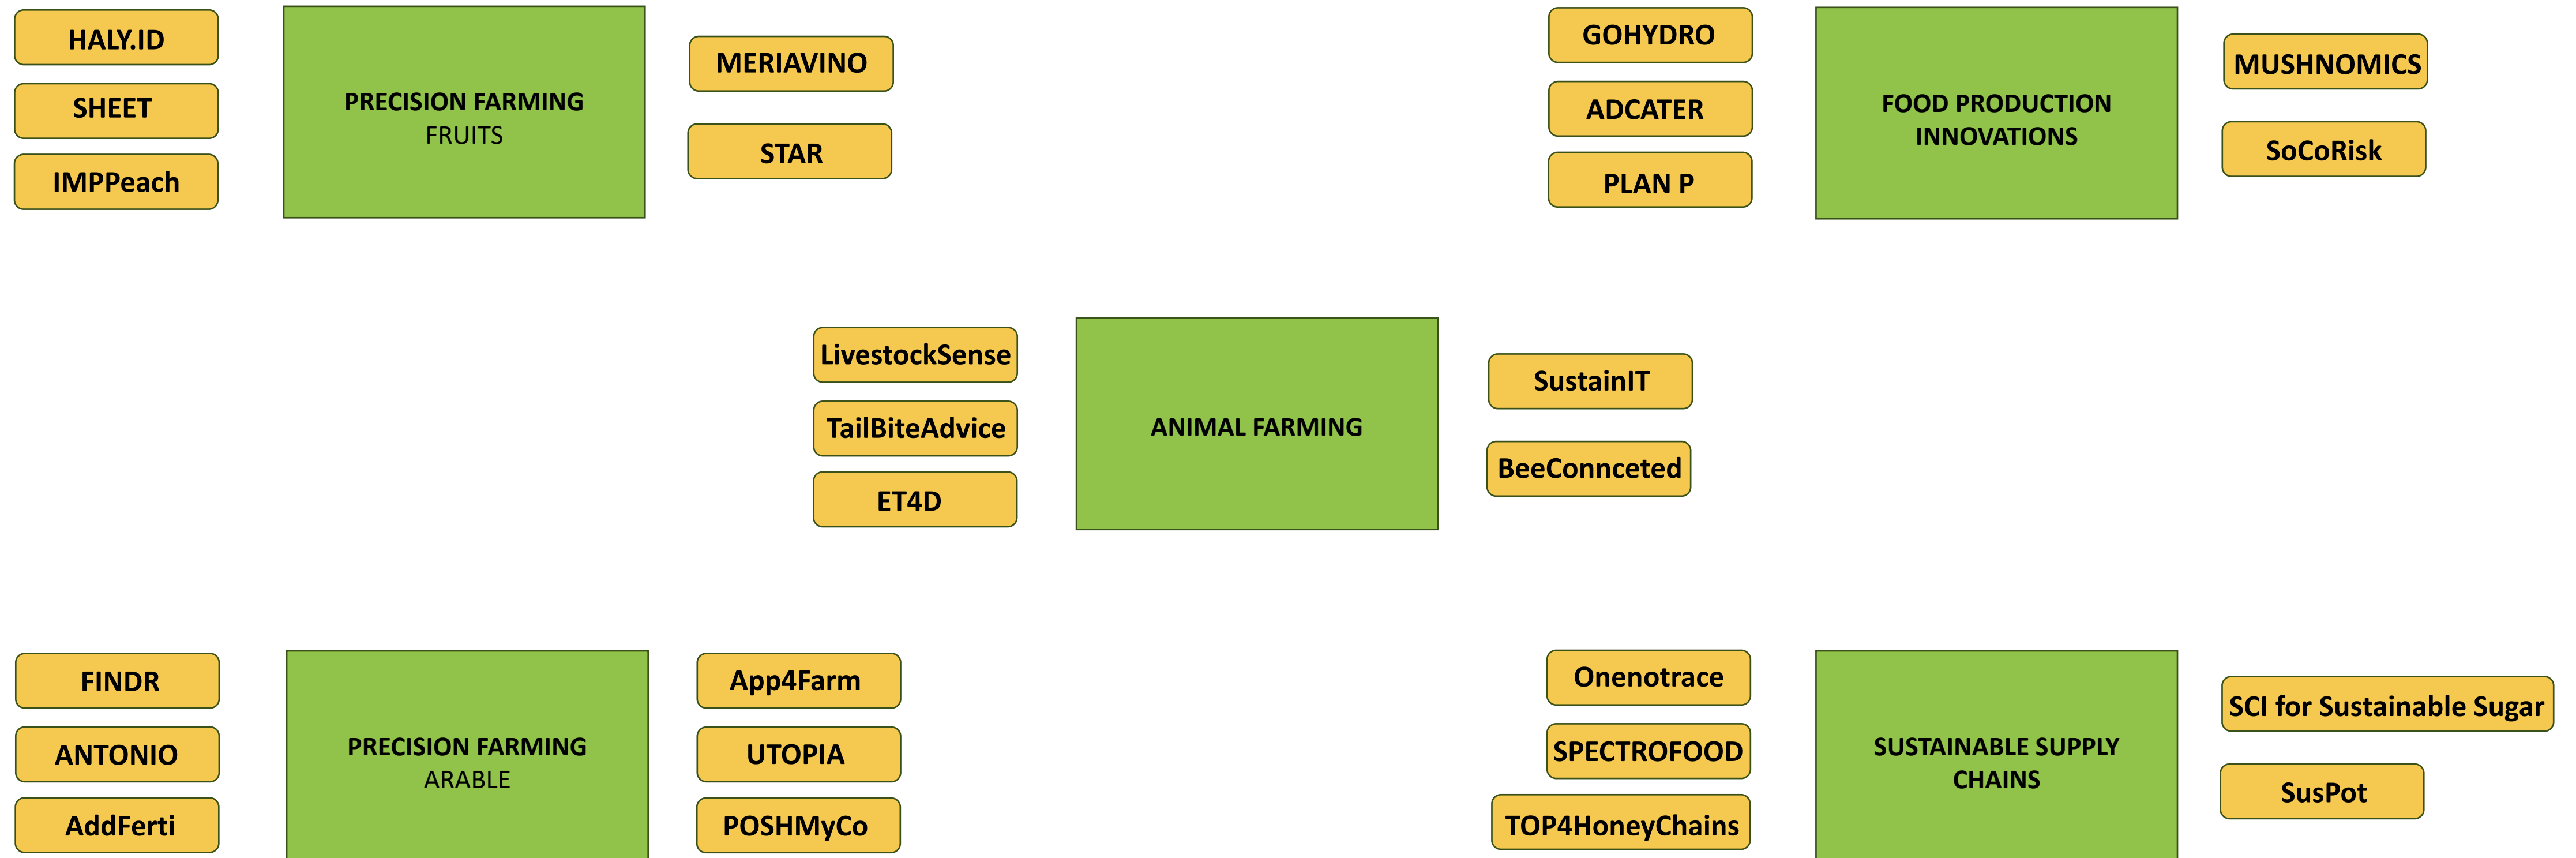 HALY.ID
SHEET
IMPPeach
PRECISION FARMING
FRUITS
MERIAVINO
STAR
GOHYDRO
ADCATER
PLAN P
FOOD PRODUCTION
INNOVATIONS
MUSHNOMICS
SoCoRisk
LivestockSense
TailBiteAdvice
ET4D
ANIMAL FARMING
SustainIT
BeeConnceted
FINDR
ANTONIO
AddFerti
PRECISION FARMING
ARABLE
App4Farm
UTOPIA
POSHMyCo
Onenotrace
SPECTROFOOD
TOP4HoneyChains
SUSTAINABLE SUPPLY
CHAINS
SCI for Sustainable Sugar
SusPot